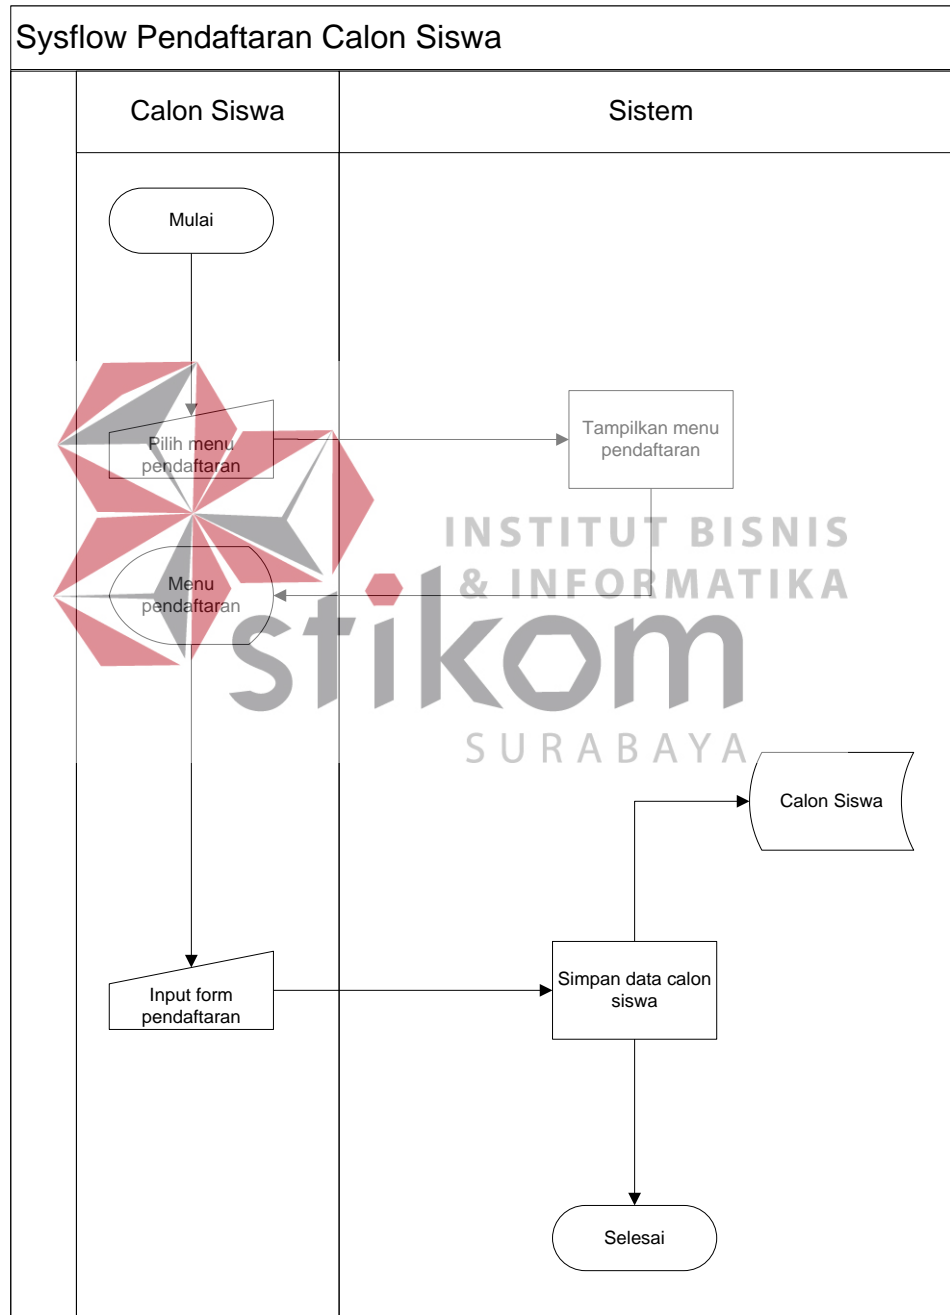 Sysflow Pendaftaran Calon Siswa
Calon Siswa
Sistem
Mulai
Pilih menu
pendaftaran
Tampilkan menu
pendaftaran
INSTITUT BISNIS
& INFORMATIKA
stikom
SURABAYA
Menu
pendaftaran
Calon Siswa
Input form
pendaftaran
Simpan data calon
siswa
Selesai